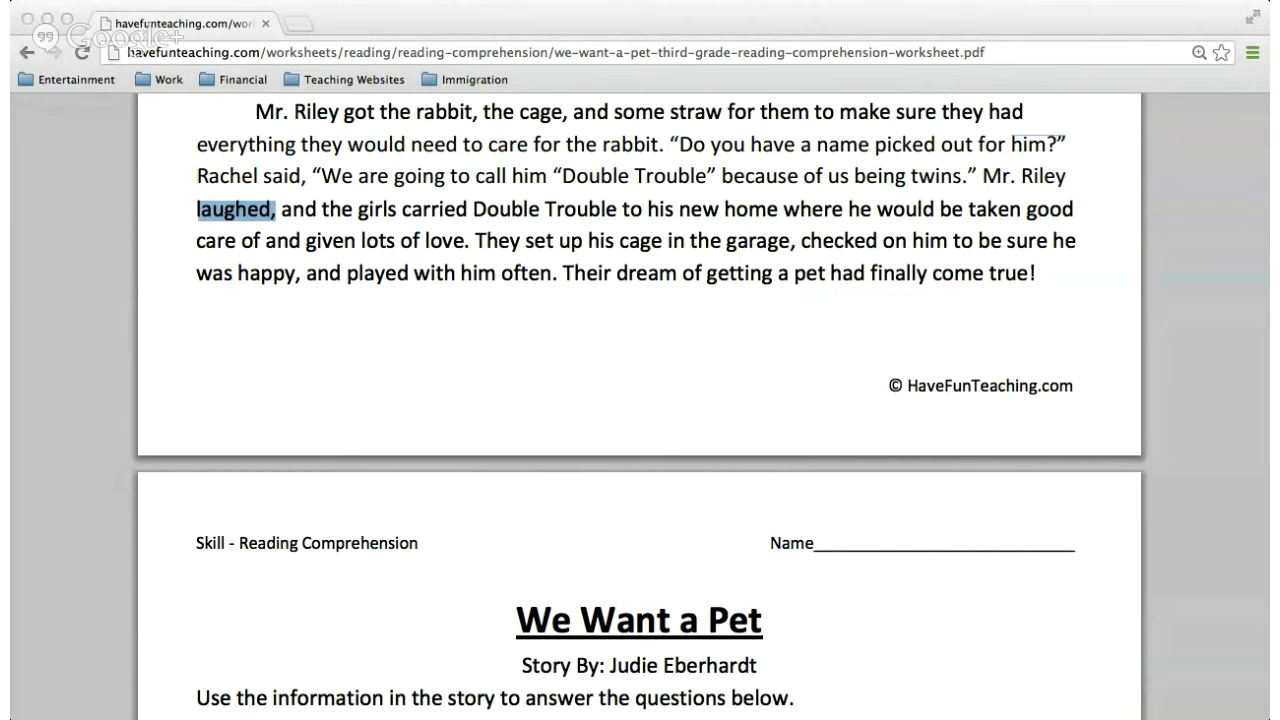 havefunteaching.com/wor
Google+
havefunteaching.com/worksheets/reading/reading-comprehension/we-want-a-pet-third-grade-reading-comprehension-worksheet.pdf
Entertainment Work Financial Teaching Websites Immigration
Mr. Riley got the rabbit, the cage, and some straw for them to make sure they had
everything they would need to care for the rabbit. “Do you have a name picked out for him?”
Rachel said, “We are going to call him “Double Trouble” because of us being twins.” Mr. Riley
laughed, and the girls carried Double Trouble to his new home where he would be taken good
care of and given lots of love. They set up his cage in the garage, checked on him to be sure he
was happy, and played with him often. Their dream of getting a pet had finally come true!
© HaveFunTeaching.com
Skill - Reading Comprehension Name____________________________
We Want a Pet
Story By: Judie Eberhardt
Use the information in the story to answer the questions below.